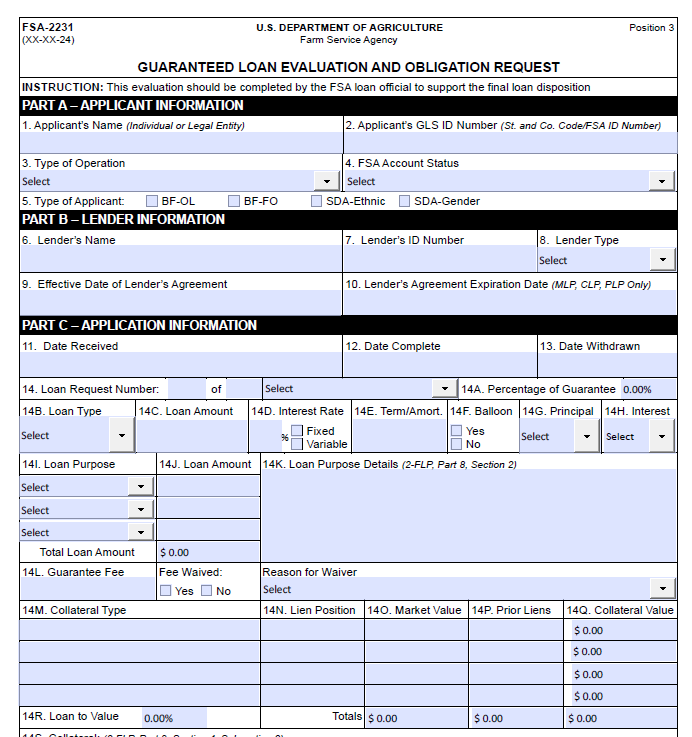 FSA-2231 U.S. DEPARTMENT OF AGRICULTURE Position 3
(XX-XX-24) Farm Service Agency
GUARANTEED LOAN EVALUATION AND OBLIGATION REQUEST
INSTRUCTION: This evaluation should be completed by the FSA loan official to support the final loan disposition
PART A – APPLICANT INFORMATION
1. Applicant's Name (Individual or Legal Entity) 2. Applicant's GLS ID Number (St. and Co. Code/FSA ID Number)
3. Type of Operation 4. FSA Account Status
Select Select
5. Type of Applicant: BF-OL BF-FO SDA-Ethnic SDA-Gender
PART B – LENDER INFORMATION
6. Lender's Name 7. Lender's ID Number 8. Lender Type
Select
9. Effective Date of Lender's Agreement 10. Lender's Agreement Expiration Date (MLP, CLP, PLP Only)
PART C – APPLICATION INFORMATION
11. Date Received 12. Date Complete 13. Date Withdrawn
14. Loan Request Number: of Select 14A. Percentage of Guarantee 0.00%
14B. Loan Type 14C. Loan Amount 14D. Interest Rate 14E. Term/Amort. 14F. Balloon 14G. Principal 14H. Interest
Select % Fixed Yes Select Select
Variable No
14I. Loan Purpose 14J. Loan Amount 14K. Loan Purpose Details (2-FLP, Part 8, Section 2)
Select
Select
Select
Total Loan Amount $ 0.00
14L. Guarantee Fee Fee Waived: Reason for Waiver
Yes No Select
14M. Collateral Type 14N. Lien Position 14O. Market Value 14P. Prior Liens 14Q. Collateral Value
$ 0.00
$ 0.00
$ 0.00
$ 0.00
14R. Loan to Value 0.00% Totals $ 0.00 $ 0.00 $ 0.00